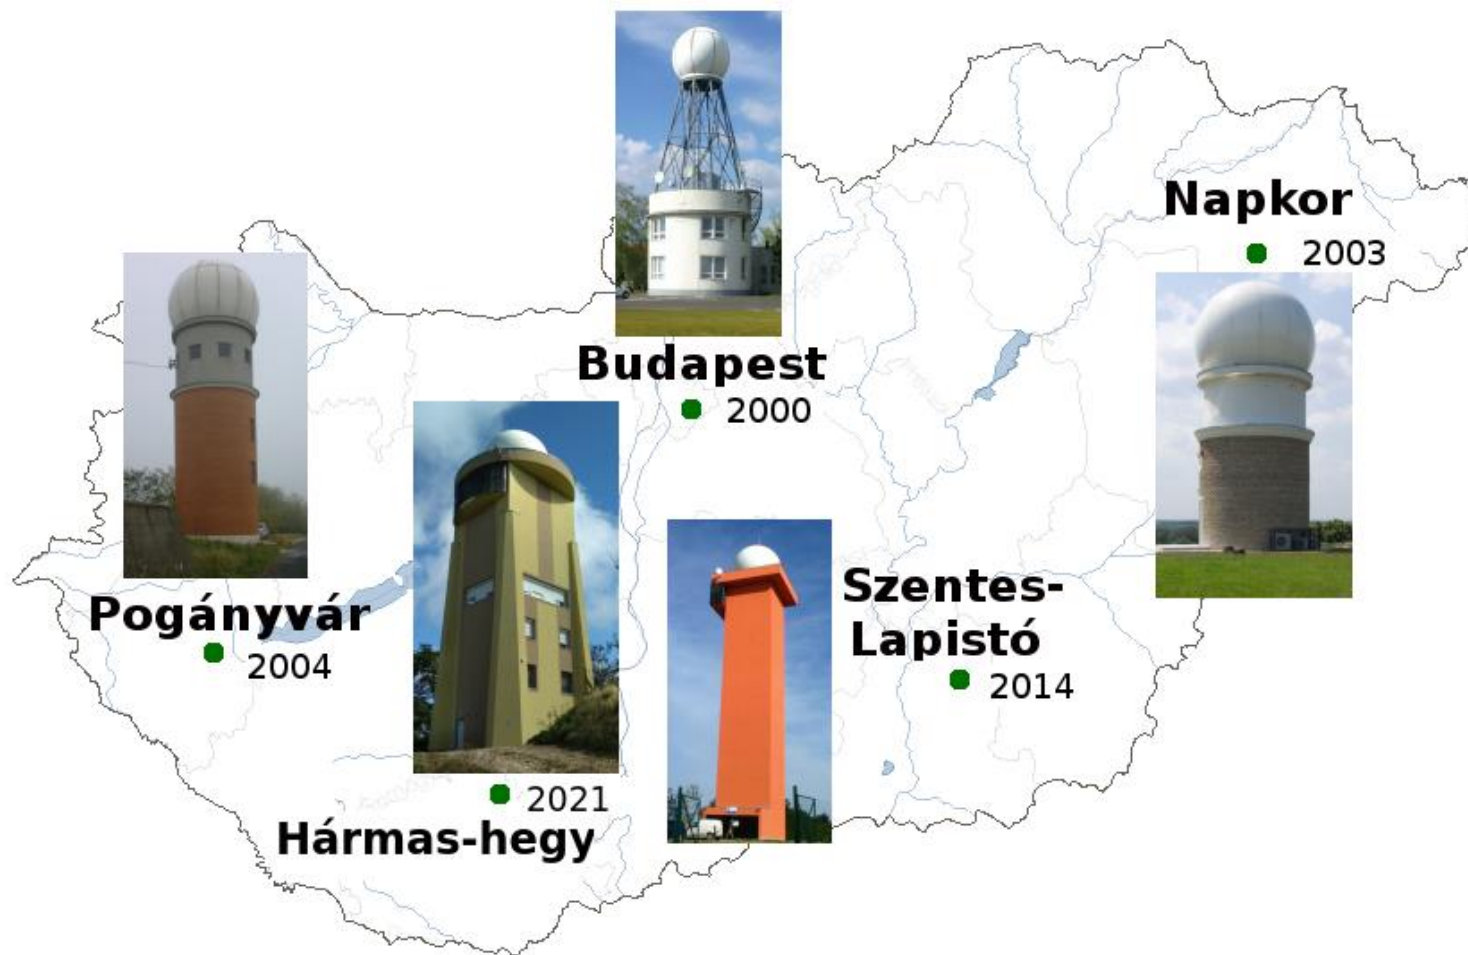 Napkor
2003
Budapest
2000
Pogányvár
2004
Szentes-
Lapistó
2014
2021
Hármas-hegy